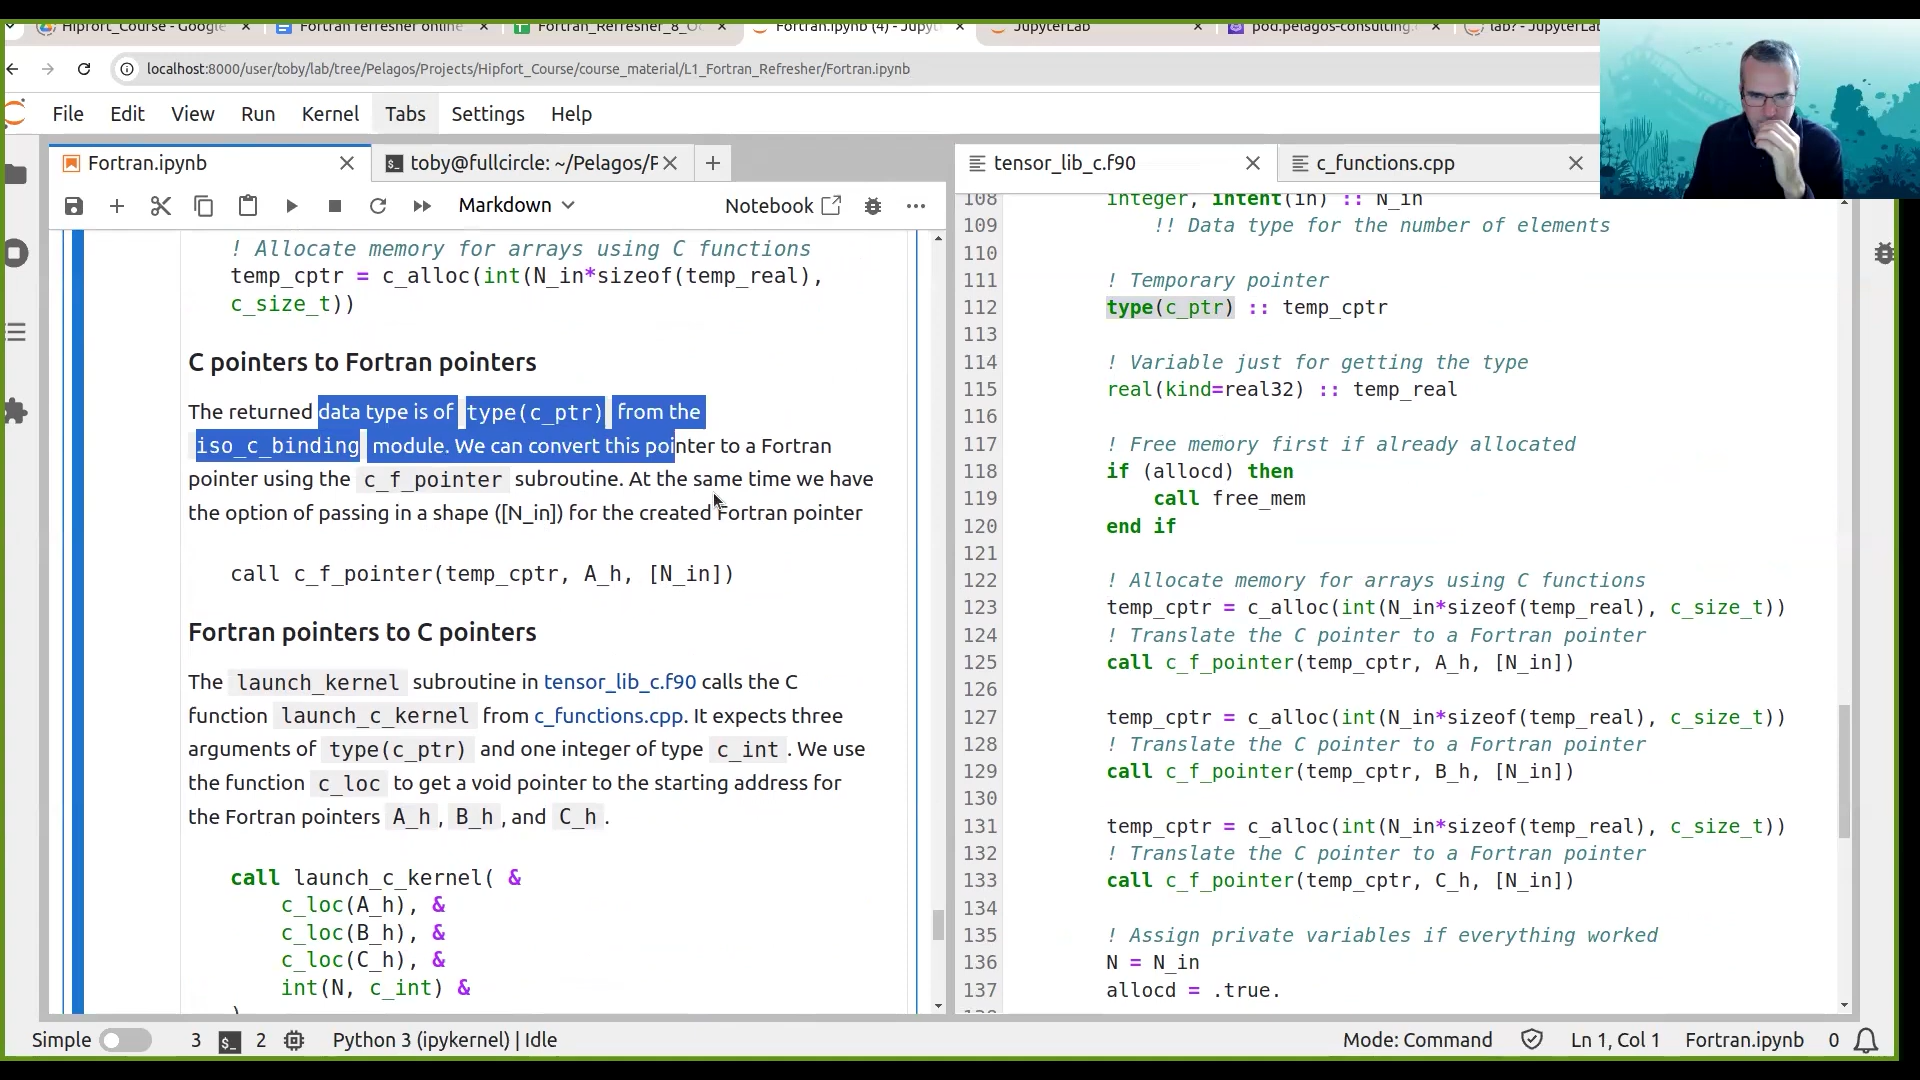 Hipfort_Course - Google
Fortran refresher online
Fortran_Refresher_8_O
Fortran.ipynb (4) - Jupyt
JupyterLab
pod.pelagos-consulting.
lab? - JupyterLab
localhost:8000/user/toby/lab/tree/Pelagos/Projects/Hipfort_Course/course_material/L1_Fortran_Refresher/Fortran.ipynb
File Edit View Run Kernel Tabs Settings Help
Fortran.ipynb
toby@fullcircle: ~/Pelagos/P
Markdown
Notebook
! Allocate memory for arrays using C functions
temp_cptr = c_alloc(int(N_in*sizeof(temp_real),
c_size_t))
C pointers to Fortran pointers
The returned data type is of type(c_ptr) from the
iso_c_binding module. We can convert this pointer to a Fortran
pointer using the c_f_pointer subroutine. At the same time we have
the option of passing in a shape ([N_in]) for the created Fortran pointer
call c_f_pointer(temp_cptr, A_h, [N_in])
Fortran pointers to C pointers
The launch_kernel subroutine in tensor_lib_c.f90 calls the C
function launch_c_kernel from c_functions.cpp. It expects three
arguments of type(c_ptr) and one integer of type c_int. We use
the function c_loc to get a void pointer to the starting address for
the Fortran pointers A_h, B_h, and C_h.
call launch_c_kernel( &
c_loc(A_h), &
c_loc(B_h), &
c_loc(C_h), &
int(N, c_int) &
)
tensor_lib_c.f90
c_functions.cpp
108 integer, intent(in) :: N_in
109 !! Data type for the number of elements
110
111 ! Temporary pointer
112 type(c_ptr) :: temp_cptr
113
114 ! Variable just for getting the type
115 real(kind=real32) :: temp_real
116
117 ! Free memory first if already allocated
118 if (allocd) then
119 call free_mem
120 end if
121
122 ! Allocate memory for arrays using C functions
123 temp_cptr = c_alloc(int(N_in*sizeof(temp_real), c_size_t))
124 ! Translate the C pointer to a Fortran pointer
125 call c_f_pointer(temp_cptr, A_h, [N_in])
126
127 temp_cptr = c_alloc(int(N_in*sizeof(temp_real), c_size_t))
128 ! Translate the C pointer to a Fortran pointer
129 call c_f_pointer(temp_cptr, B_h, [N_in])
130
131 temp_cptr = c_alloc(int(N_in*sizeof(temp_real), c_size_t))
132 ! Translate the C pointer to a Fortran pointer
133 call c_f_pointer(temp_cptr, C_h, [N_in])
134
135 ! Assign private variables if everything worked
136 N = N_in
137 allocd = .true.
Simple 3 $_ 2 Python 3 (ipykernel) | Idle
Mode: Command Ln 1, Col 1 Fortran.ipynb 0